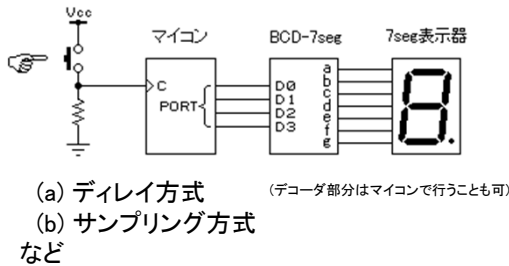 Vcc
マイコン
BCD-7seg
7seg表示器
C
PORT
D0
D1
D2
D3
a
b
c
d
e
f
g
(a) ディレイ方式
(デコーダ部分はマイコンで行うことも可)
(b) サンプリング方式
など